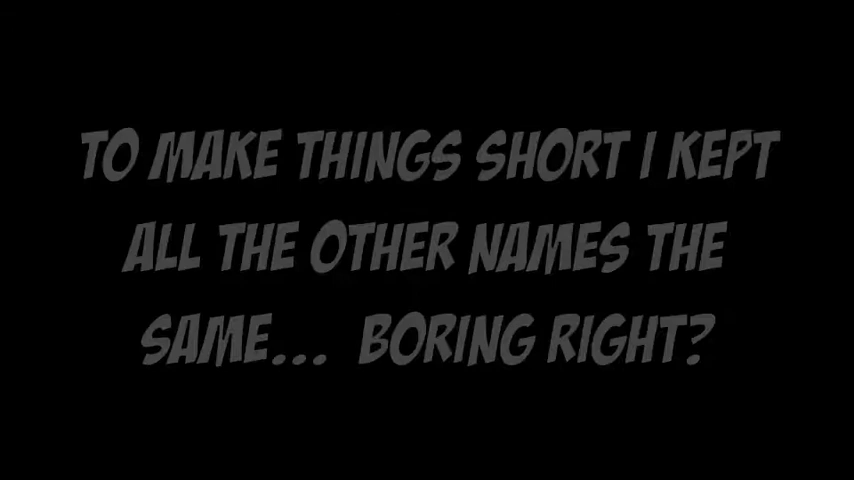 TO MAKE THINGS SHORT I KEPT
ALL THE OTHER NAMES THE
SAME... BORING RIGHT?